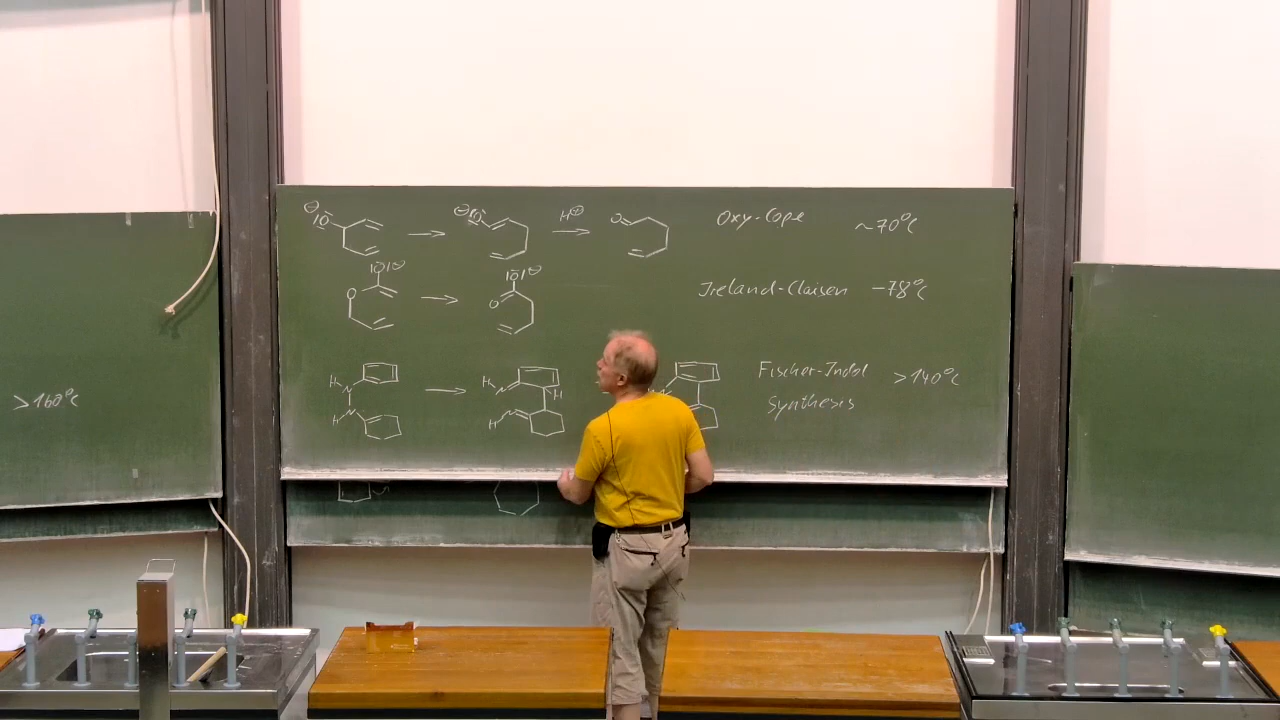 ⊖|O̅ ⊖|O̅ H⊕ O Oxy-Cope ~70°C
|O|⊖ |O|⊖
O O Ireland-Claisen -78°C
H N H N Fischer-Indol >140°C
>160°C
H N H N H Synthesis